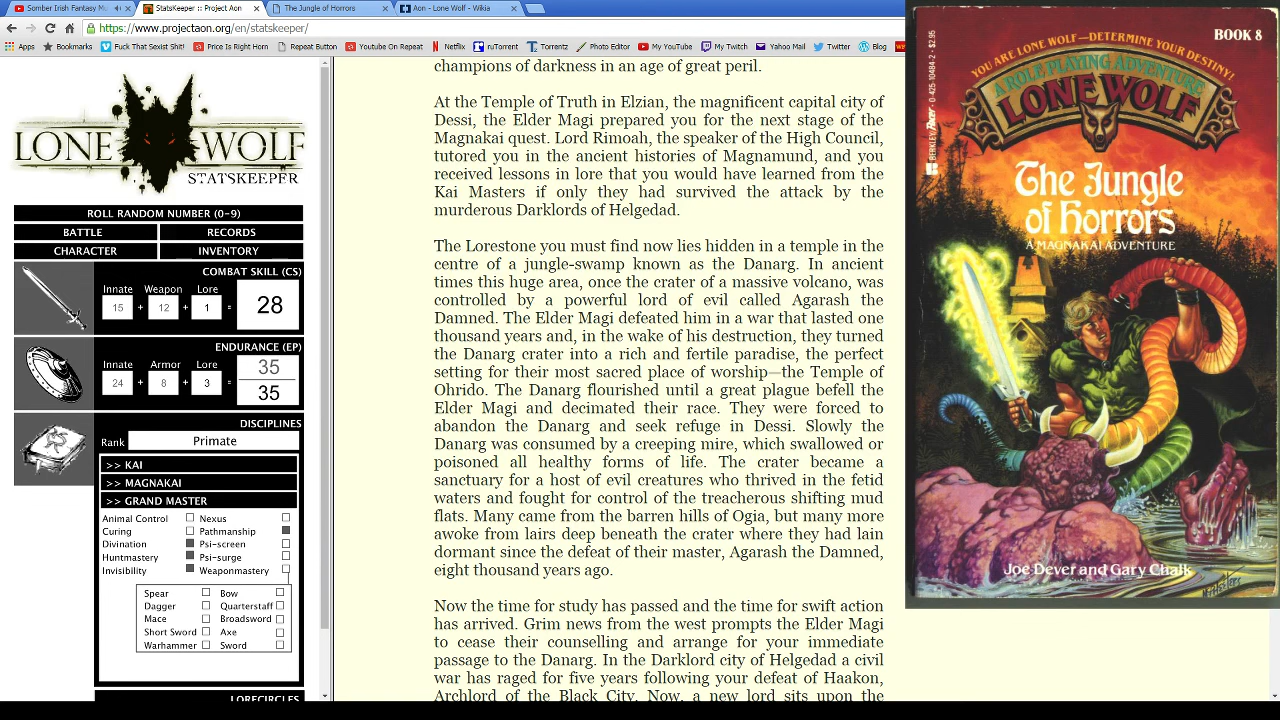 Somber Irish Fantasy Mu
StatsKeeper :: Project Aon
The Jungle of Horrors
Aon - Lone Wolf - Wikia
https://www.projectaon.org/en/statskeeper/
Apps
Bookmarks
Fuck That Sexist Shit!
Price Is Right Horn
Repeat Button
Youtube On Repeat
Netflix
ruTorrent
Torrentz
Photo Editor
My YouTube
My Twitch
Yahoo Mail
Twitter
Blog
LONE WOLF
STATSKEEPER
ROLL RANDOM NUMBER (0-9)
BATTLE
RECORDS
CHARACTER
INVENTORY
COMBAT SKILL (CS)
Innate Weapon Lore
15 + 12 + 1 = 28
ENDURANCE (EP)
Innate Armor Lore
35
24 + 8 + 3 =
35
DISCIPLINES
Rank Primate
>> KAI
>> MAGNAKAI
>> GRAND MASTER
Animal Control Nexus
Curing Pathmanship
Divination Psi-screen
Huntmastery Psi-surge
Invisibility Weaponmastery
Spear Bow
Dagger Quarterstaff
Mace Broadsword
Short Sword Axe
Warhammer Sword
LORECIRCLES
champions of darkness in an age of great peril.
At the Temple of Truth in Elzian, the magnificent capital city of
Dessi, the Elder Magi prepared you for the next stage of the
Magnakai quest. Lord Rimoah, the speaker of the High Council,
tutored you in the ancient histories of Magnamund, and you
received lessons in lore that you would have learned from the
Kai Masters if only they had survived the attack by the
murderous Darklords of Helgedad.
The Lorestone you must find now lies hidden in a temple in the
centre of a jungle-swamp known as the Danarg. In ancient
times this huge area, once the crater of a massive volcano, was
controlled by a powerful lord of evil called Agarash the
Damned. The Elder Magi defeated him in a war that lasted one
thousand years and, in the wake of his destruction, they turned
the Danarg crater into a rich and fertile paradise, the perfect
setting for their most sacred place of worship—the Temple of
Ohrido. The Danarg flourished until a great plague befell the
Elder Magi and decimated their race. They were forced to
abandon the Danarg and seek refuge in Dessi. Slowly the
Danarg was consumed by a creeping mire, which swallowed or
poisoned all healthy forms of life. The crater became a
sanctuary for a host of evil creatures who thrived in the fetid
waters and fought for control of the treacherous shifting mud
flats. Many came from the barren hills of Ogia, but many more
awoke from lairs deep beneath the crater where they had lain
dormant since the defeat of their master, Agarash the Damned,
eight thousand years ago.
Now the time for study has passed and the time for swift action
has arrived. Grim news from the west prompts the Elder Magi
to cease their counselling and arrange for your immediate
passage to the Danarg. In the Darklord city of Helgedad a civil
war has raged for five years following your defeat of Haakon,
Archlord of the Black City. Now, a new lord sits upon the
BOOK 8
YOU ARE LONE WOLF—DETERMINE YOUR DESTINY!
A ROLE PLAYING ADVENTURE
LONE WOLF
BERKLEY
0-425-10484-2 • $2.95
The Jungle
of Horrors
A MAGNAKAI ADVENTURE
Joe Dever and Gary Chalk